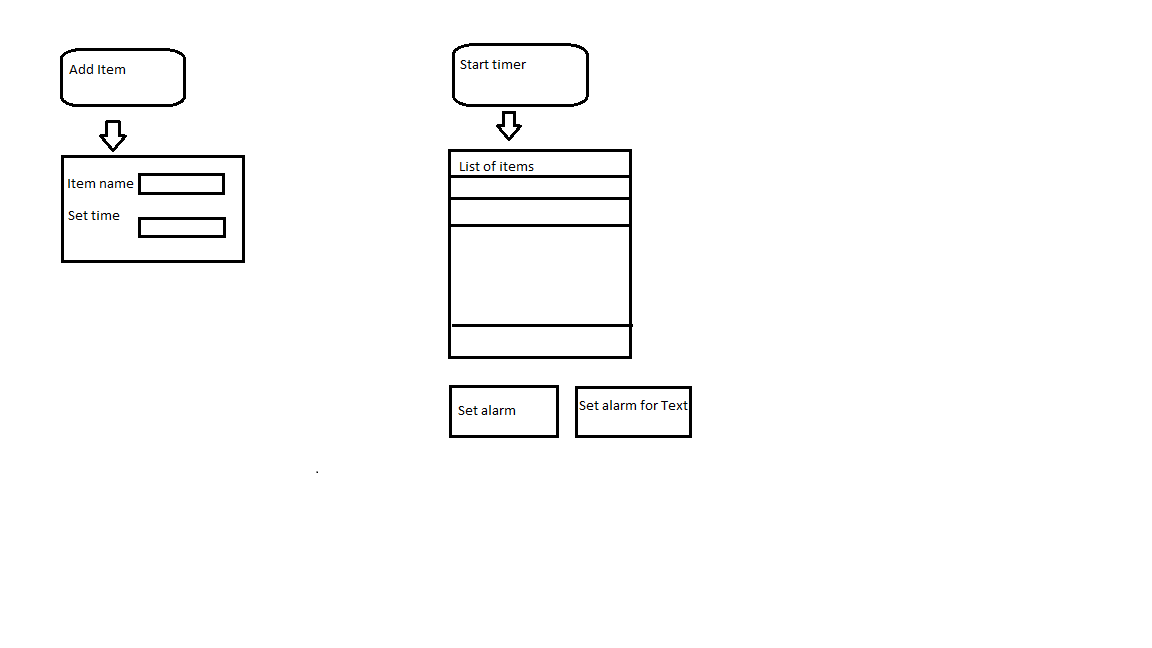 Add Item
Item name
Set time
Start timer
List of items
Set alarm
Set alarm for Text